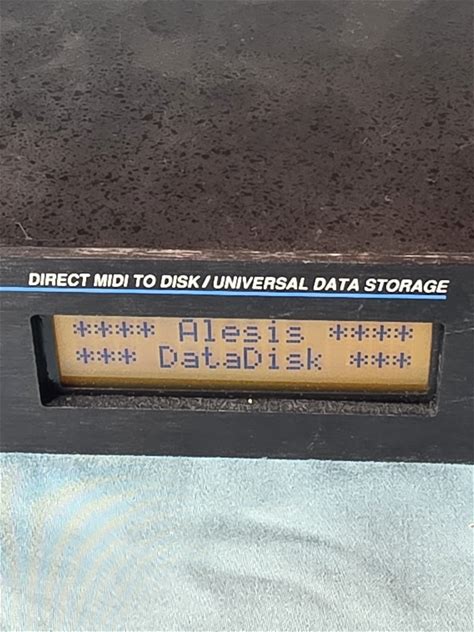 DIRECT MIDI TO DISK / UNIVERSAL DATA STORAGE
**** Alesis ****
*** DataDisk ***